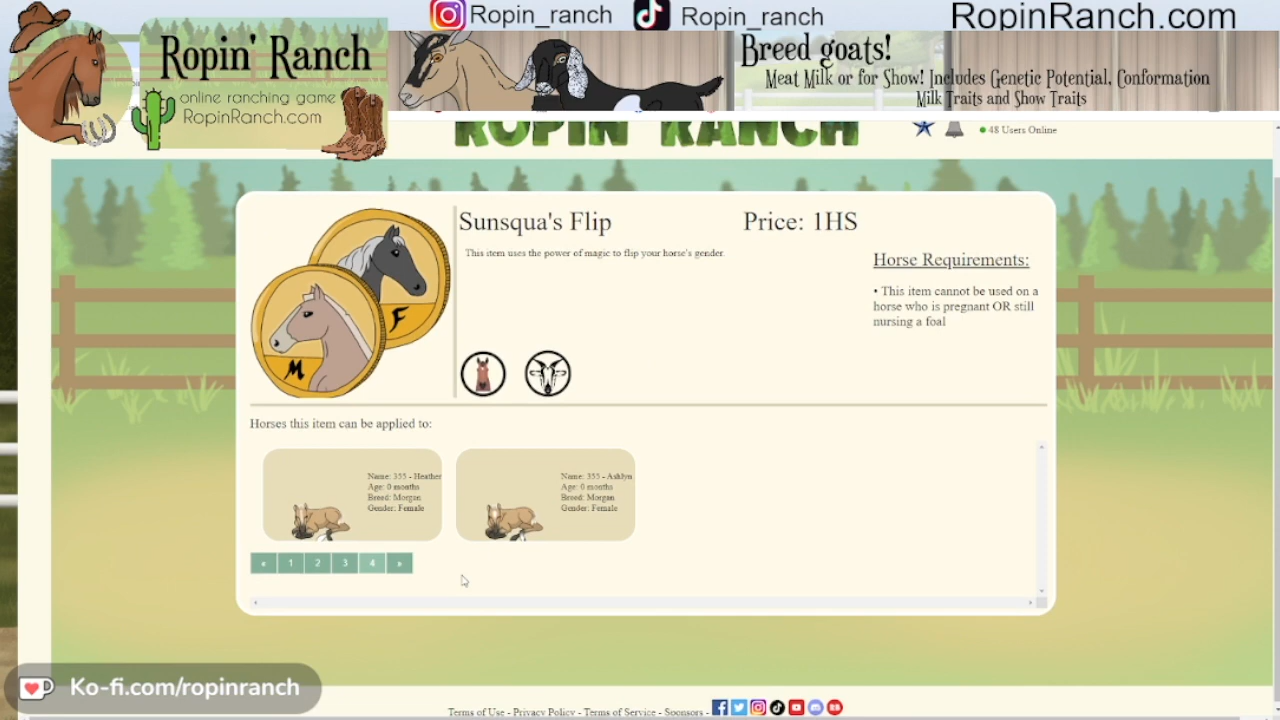 Ropin_ranch
Ropin_ranch
RopinRanch.com
Ropin' Ranch
online ranching game
RopinRanch.com
Breed goats!
Meat Milk or for Show! Includes Genetic Potential, Conformation
Milk Traits and Show Traits
ROPIN RANCH
48 Users Online
Sunsqua's Flip
Price: 1HS
This item uses the power of magic to flip your horse's gender.
Horse Requirements:
• This item cannot be used on a
horse who is pregnant OR still
nursing a foal
F
M
Horses this item can be applied to:
Name: 355 - Heather
Age: 0 months
Breed: Morgan
Gender: Female
Name: 355 - Ashlyn
Age: 0 months
Breed: Morgan
Gender: Female
« 1 2 3 4 »
Ko-fi.com/ropinranch
Terms of Use - Privacy Policy - Terms of Service - Sponsors -